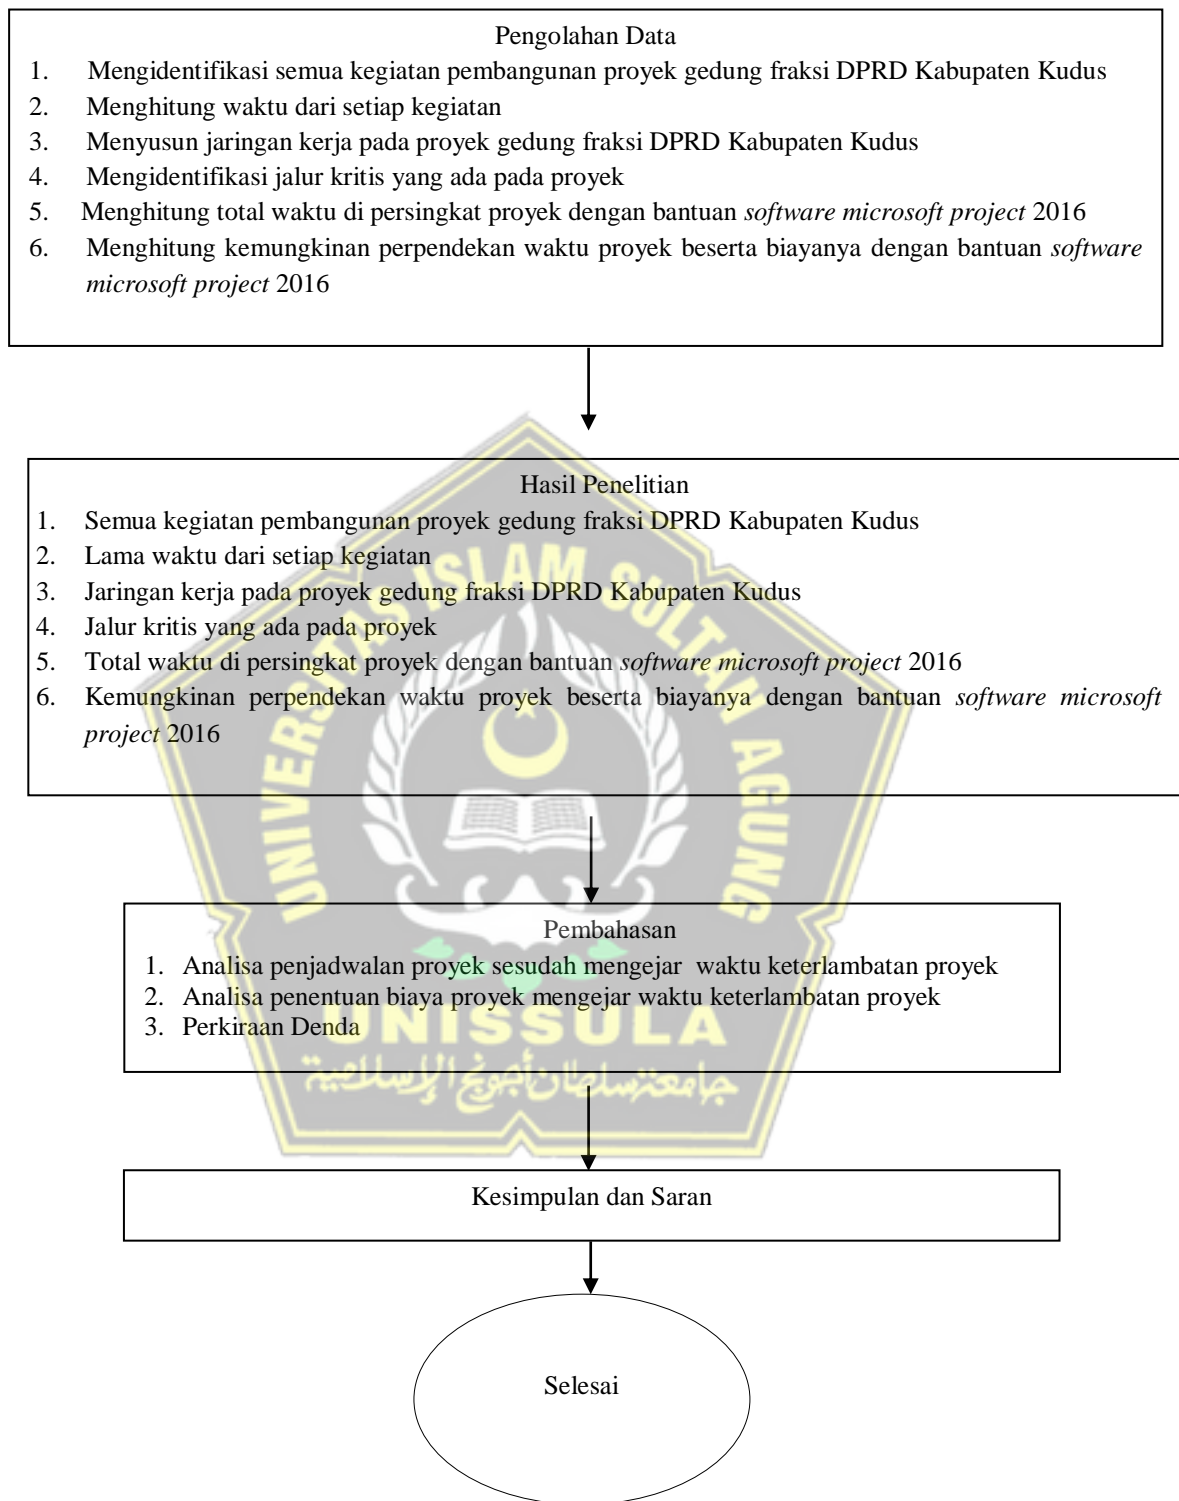 Pengolahan Data
1. Mengidentifikasi semua kegiatan pembangunan proyek gedung fraksi DPRD Kabupaten Kudus
2. Menghitung waktu dari setiap kegiatan
3. Menyusun jaringan kerja pada proyek gedung fraksi DPRD Kabupaten Kudus
4. Mengidentifikasi jalur kritis yang ada pada proyek
5. Menghitung total waktu di persingkat proyek dengan bantuan software microsoft project 2016
6. Menghitung kemungkinan perpendekan waktu proyek beserta biayanya dengan bantuan software
microsoft project 2016
Hasil Penelitian
1. Semua kegiatan pembangunan proyek gedung fraksi DPRD Kabupaten Kudus
2. Lama waktu dari setiap kegiatan
3. Jaringan kerja pada proyek gedung fraksi DPRD Kabupaten Kudus
4. Jalur kritis yang ada pada proyek
5. Total waktu di persingkat proyek dengan bantuan software microsoft project 2016
6. Kemungkinan perpendekan waktu proyek beserta biayanya dengan bantuan software microsoft
project 2016
UNIVERSITAS ISLAM SULTAN AGUNG
Pembahasan
1. Analisa penjadwalan proyek sesudah mengejar waktu keterlambatan proyek
2. Analisa penentuan biaya proyek mengejar waktu keterlambatan proyek
3. Perkiraan Denda
UNISSULA
جامعة سلطان أجونج الإسلامية
Kesimpulan dan Saran
Selesai